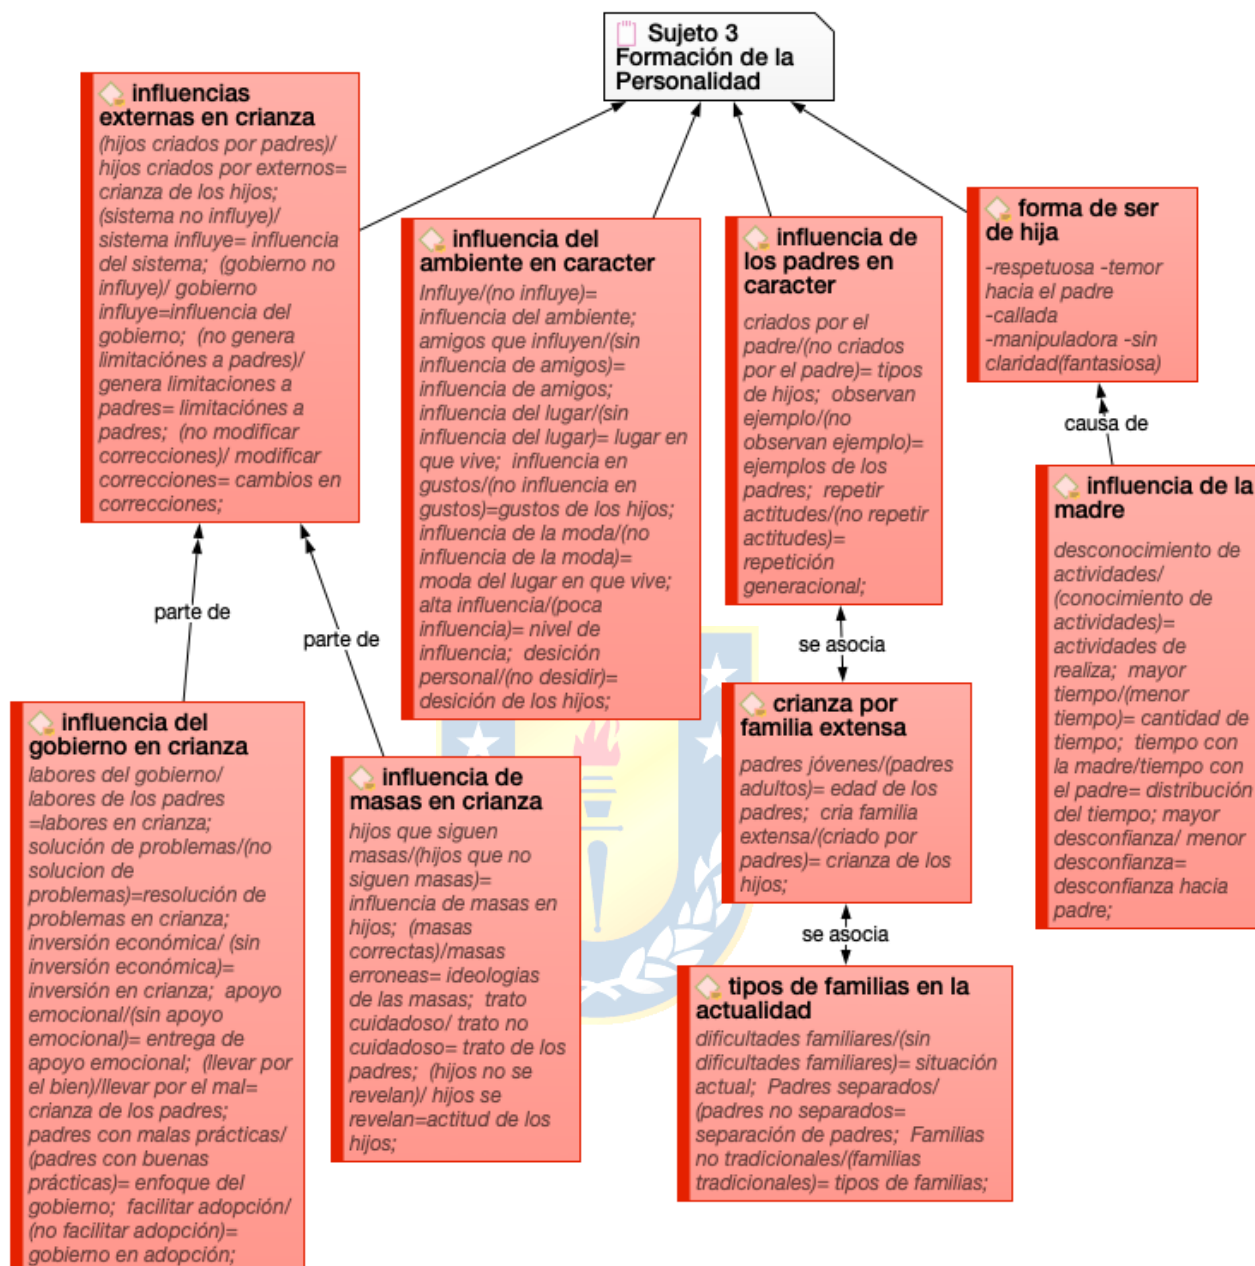 Sujeto 3
Formación de la
Personalidad
influencias
externas en crianza
(hijos criados por padres)/
hijos criados por externos=
crianza de los hijos;
(sistema no influye)/
sistema influye= influencia
del sistema; (gobierno no
influye)/ gobierno
influye=influencia del
gobierno; (no genera
limitaciónes a padres)/
genera limitaciones a
padres= limitaciónes a
padres; (no modificar
correcciones)/ modificar
correcciones= cambios en
correcciones;
influencia del
ambiente en caracter
Influye/(no influye)=
influencia del ambiente;
amigos que influyen/(sin
influencia de amigos)=
influencia de amigos;
influencia del lugar/(sin
influencia del lugar)= lugar en
que vive; influencia en
gustos/(no influencia en
gustos)=gustos de los hijos;
influencia de la moda/(no
influencia de la moda)=
moda del lugar en que vive;
alta influencia/(poca
influencia)= nivel de
influencia; desición
personal/(no desidir)=
desición de los hijos;
influencia de
los padres en
caracter
criados por el
padre/(no criados
por el padre)= tipos
de hijos; observan
ejemplo/(no
observan ejemplo)=
ejemplos de los
padres; repetir
actitudes/(no repetir
actitudes)=
repetición
generacional;
forma de ser
de hija
-respetuosa -temor
hacia el padre
-callada
-manipuladora -sin
claridad(fantasiosa)
causa de
influencia de la
madre
desconocimiento de
actividades/
(conocimiento de
actividades)=
actividades de
realiza; mayor
tiempo/(menor
tiempo)= cantidad de
tiempo; tiempo con
la madre/tiempo con
el padre= distribución
del tiempo; mayor
desconfianza/ menor
desconfianza=
desconfianza hacia
padre;
parte de
parte de
se asocia
influencia del
gobierno en crianza
labores del gobierno/
labores de los padres
=labores en crianza;
solución de problemas/(no
solucion de
problemas)=resolución de
problemas en crianza;
inversión económica/ (sin
inversión económica)=
inversión en crianza; apoyo
emocional/(sin apoyo
emocional)= entrega de
apoyo emocional; (llevar por
el bien)/llevar por el mal=
crianza de los padres;
padres con malas prácticas/
(padres con buenas
prácticas)= enfoque del
gobierno; facilitar adopción/
(no facilitar adopción)=
gobierno en adopción;
influencia de
masas en crianza
hijos que siguen
masas/(hijos que no
siguen masas)=
influencia de masas en
hijos; (masas
correctas)/masas
erroneas= ideologias
de las masas; trato
cuidadoso/ trato no
cuidadoso= trato de los
padres; (hijos no se
revelan)/ hijos se
revelan=actitud de los
hijos;
crianza por
familia extensa
padres jóvenes/(padres
adultos)= edad de los
padres; cria familia
extensa/(criado por
padres)= crianza de los
hijos;
se asocia
tipos de familias en la
actualidad
dificultades familiares/(sin
dificultades familiares)= situación
actual; Padres separados/
(padres no separados=
separación de padres; Familias
no tradicionales/(familias
tradicionales)= tipos de familias;